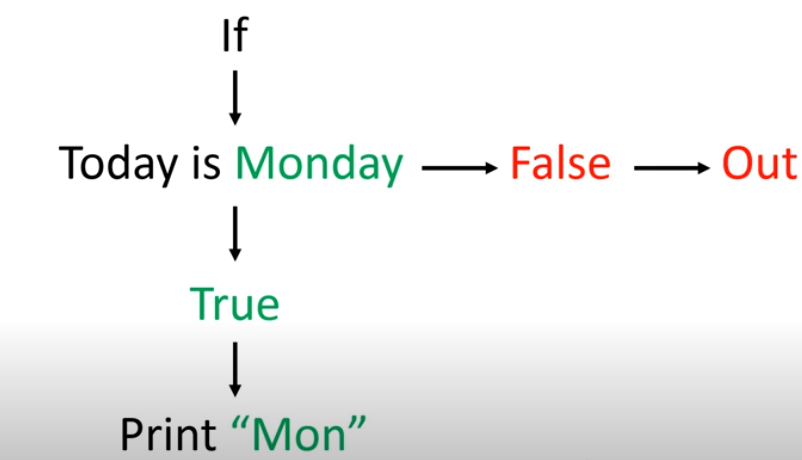 If
Today is Monday False Out
True
Print “Mon”